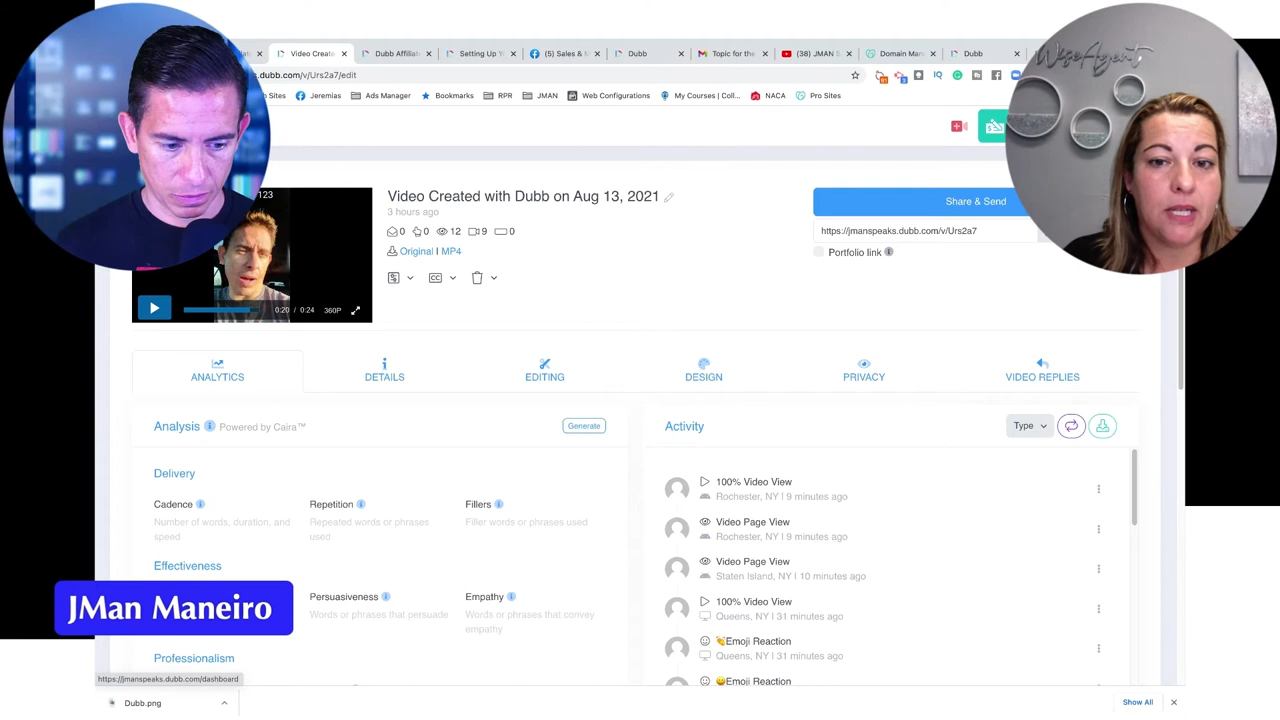 Video Create
Dubb Affiliat
Setting Up Y
(5) Sales & M
Dubb
Topic for the
(38) JMAN S
Domain Man
Dubb
s.dubb.com/v/Urs2a7/edit
WiseAgent
Sites
Jeremias
Ads Manager
Bookmarks
RPR
JMAN
Web Configurations
My Courses | Coll...
NACA
Pro Sites
123
Video Created with Dubb on Aug 13, 2021
3 hours ago
0 0 12 9 0
Original | MP4
CC
0:20 / 0:24 360P
Share & Send
https://jmanspeaks.dubb.com/v/Urs2a7
Portfolio link
ANALYTICS
DETAILS
EDITING
DESIGN
PRIVACY
VIDEO REPLIES
Analysis Powered by Caira™
Generate
Delivery
Cadence
Number of words, duration, and
speed
Repetition
Repeated words or phrases
used
Fillers
Filler words or phrases used
Effectiveness
Persuasiveness
Words or phrases that persuade
Empathy
Words or phrases that convey
empathy
Professionalism
JMan Maneiro
Activity
Type
100% Video View
Rochester, NY | 9 minutes ago
Video Page View
Rochester, NY | 9 minutes ago
Video Page View
Staten Island, NY | 10 minutes ago
100% Video View
Queens, NY | 31 minutes ago
Emoji Reaction
Queens, NY | 31 minutes ago
Emoji Reaction
https://jmanspeaks.dubb.com/dashboard
Dubb.png
Show All